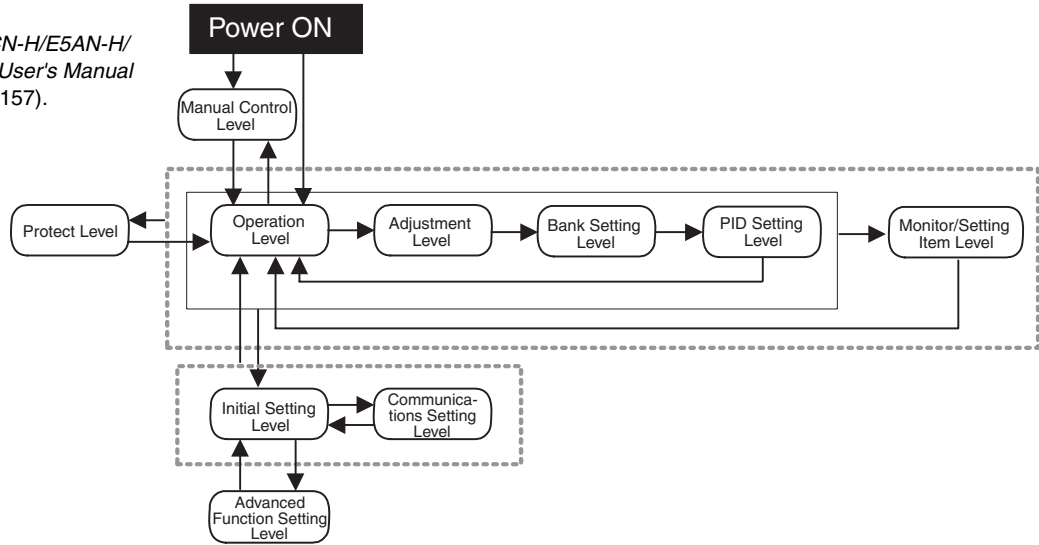 CN-H/E5AN-H/
User's Manual
157).
Power ON
Manual Control
Level
Protect Level
Operation
Level
Adjustment
Level
Bank Setting
Level
PID Setting
Level
Monitor/Setting
Item Level
Initial Setting
Level
Communica-
tions Setting
Level
Advanced
Function Setting
Level